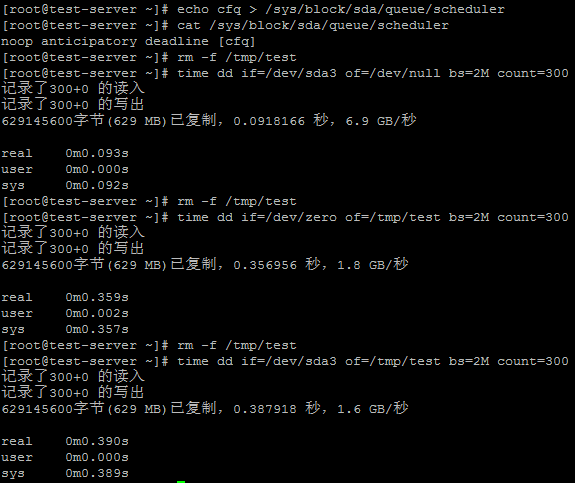 [root@test-server ~]# echo cfq > /sys/block/sda/queue/scheduler
[root@test-server ~]# cat /sys/block/sda/queue/scheduler
noop anticipatory deadline [cfq]
[root@test-server ~]# rm -f /tmp/test
[root@test-server ~]# time dd if=/dev/sda3 of=/dev/null bs=2M count=300
记录了300+0 的读入
记录了300+0 的写出
629145600字节(629 MB)已复制，0.0918166 秒，6.9 GB/秒
real    0m0.093s
user    0m0.000s
sys     0m0.092s
[root@test-server ~]# rm -f /tmp/test
[root@test-server ~]# time dd if=/dev/zero of=/tmp/test bs=2M count=300
记录了300+0 的读入
记录了300+0 的写出
629145600字节(629 MB)已复制，0.356956 秒，1.8 GB/秒
real    0m0.359s
user    0m0.002s
sys     0m0.357s
[root@test-server ~]# rm -f /tmp/test
[root@test-server ~]# time dd if=/dev/sda3 of=/tmp/test bs=2M count=300
记录了300+0 的读入
记录了300+0 的写出
629145600字节(629 MB)已复制，0.387918 秒，1.6 GB/秒
real    0m0.390s
user    0m0.000s
sys     0m0.389s